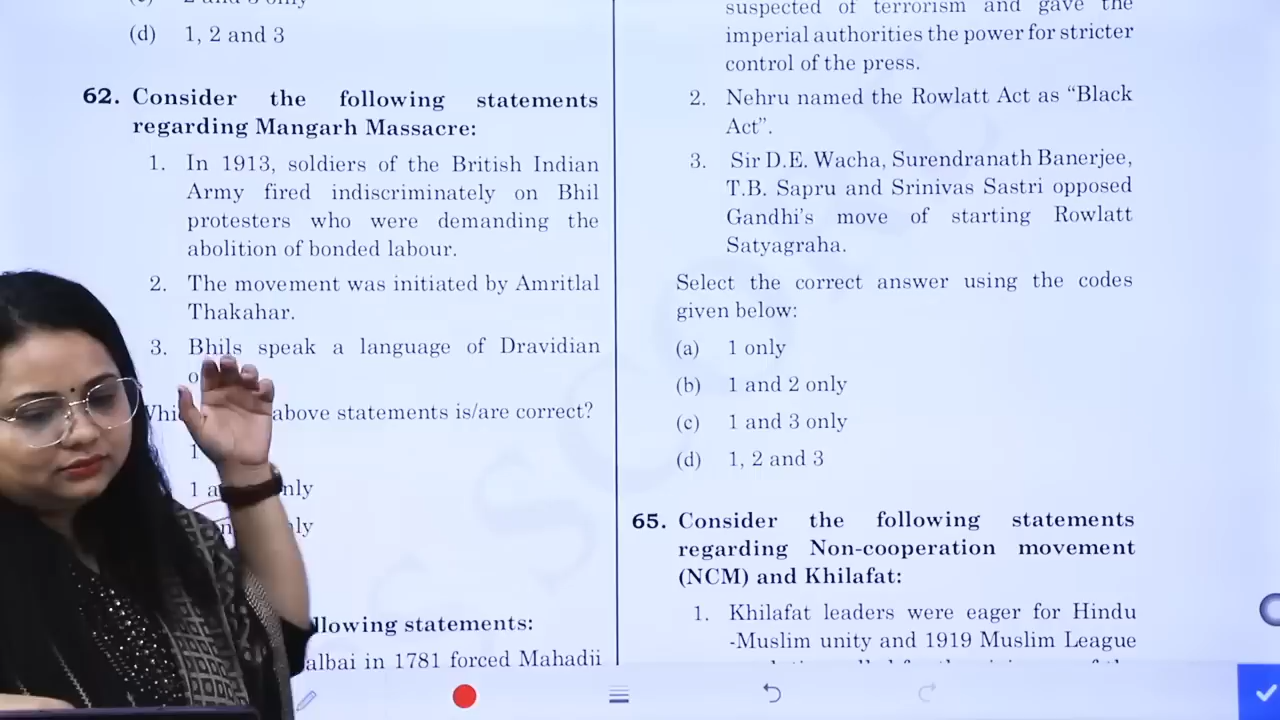 (d) 1, 2 and 3
62. Consider the following statements
regarding Mangarh Massacre:
1. In 1913, soldiers of the British Indian
Army fired indiscriminately on Bhil
protesters who were demanding the
abolition of bonded labour.
2. The movement was initiated by Amritlal
Thakahar.
3. Bhils speak a language of Dravidian
above statements is/are correct?
1
1
llowing statements:
albai in 1781 forced Mahadji
suspected of terrorism and gave the
imperial authorities the power for stricter
control of the press.
2. Nehru named the Rowlatt Act as “Black
Act”.
3. Sir D.E. Wacha, Surendranath Banerjee,
T.B. Sapru and Srinivas Sastri opposed
Gandhi’s move of starting Rowlatt
Satyagraha.
Select the correct answer using the codes
given below:
(a) 1 only
(b) 1 and 2 only
(c) 1 and 3 only
(d) 1, 2 and 3
65. Consider the following statements
regarding Non-cooperation movement
(NCM) and Khilafat:
1. Khilafat leaders were eager for Hindu
-Muslim unity and 1919 Muslim League